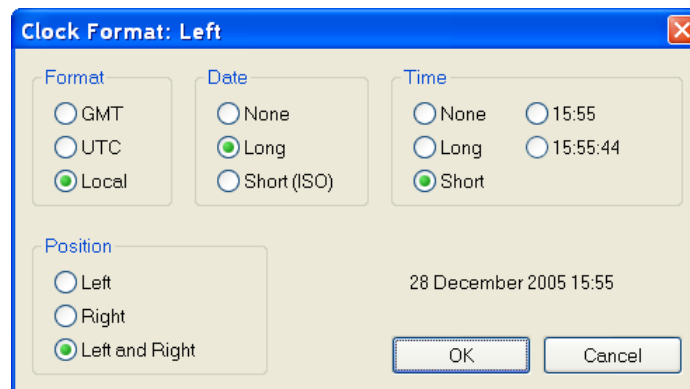 Clock Format: Left
Format
GMT
UTC
Local
Date
None
Long
Short (ISO)
Time
None
Long
Short
15:55
15:55:44
Position
Left
Right
Left and Right
28 December 2005 15:55
OK
Cancel